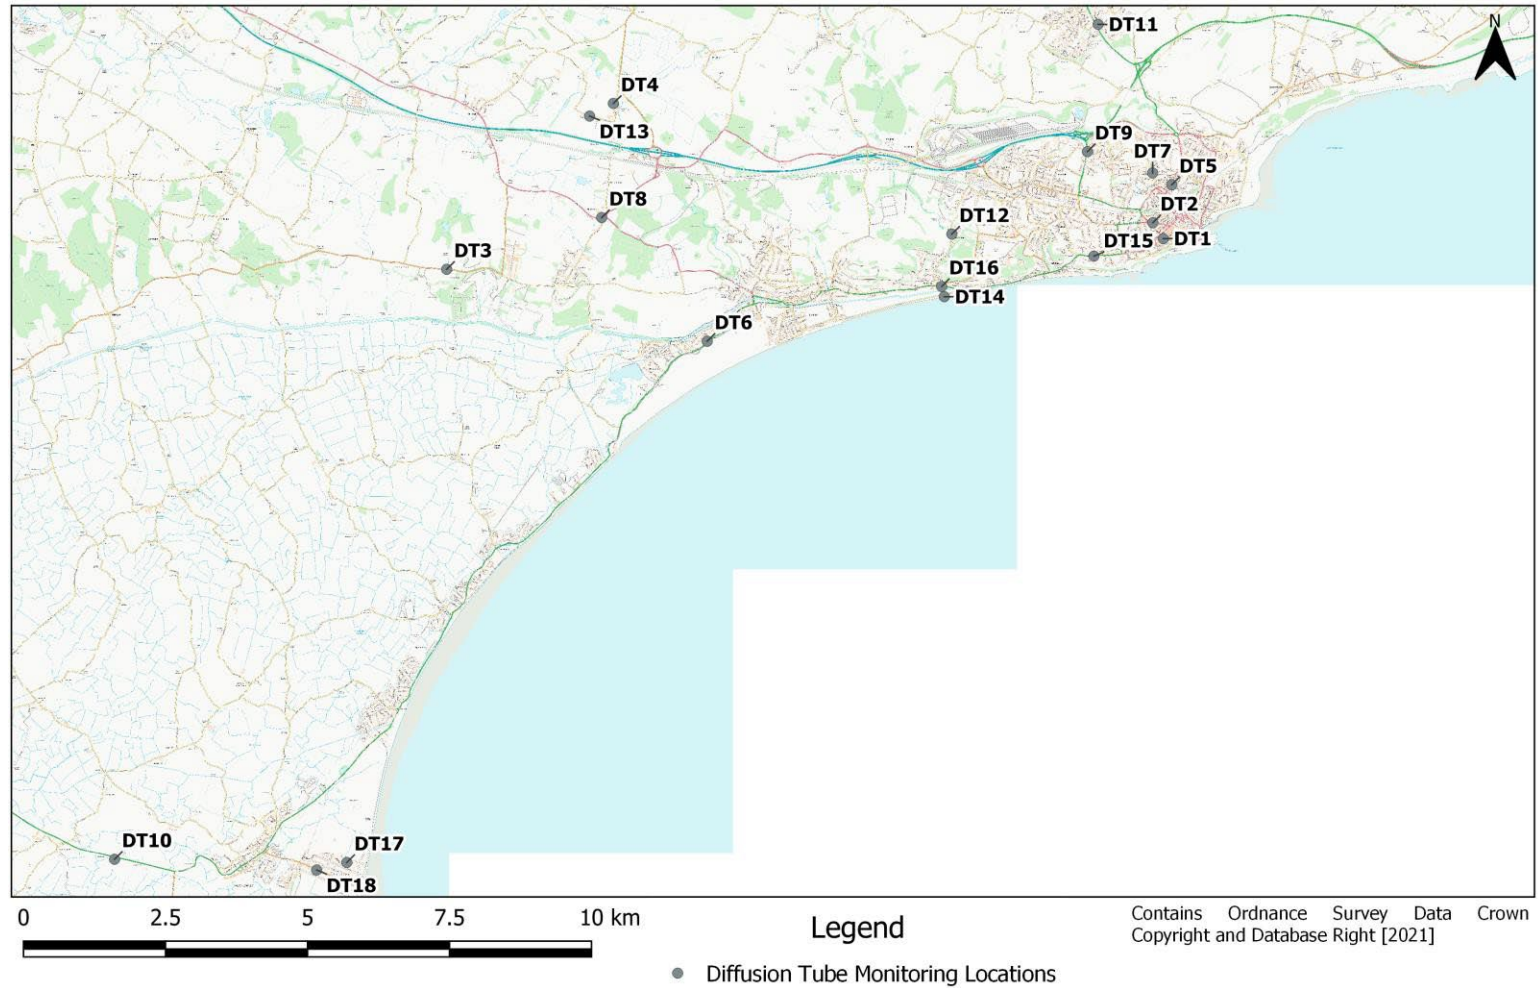 N
DT11
DT4
DT13
DT9
DT7
DT5
DT8
DT2
DT12
DT1
DT3
DT15
DT16
DT14
DT6
DT10
DT17
DT18
0 2.5 5 7.5 10 km
Legend
Diffusion Tube Monitoring Locations
Contains Ordnance Survey Data Crown
Copyright and Database Right [2021]